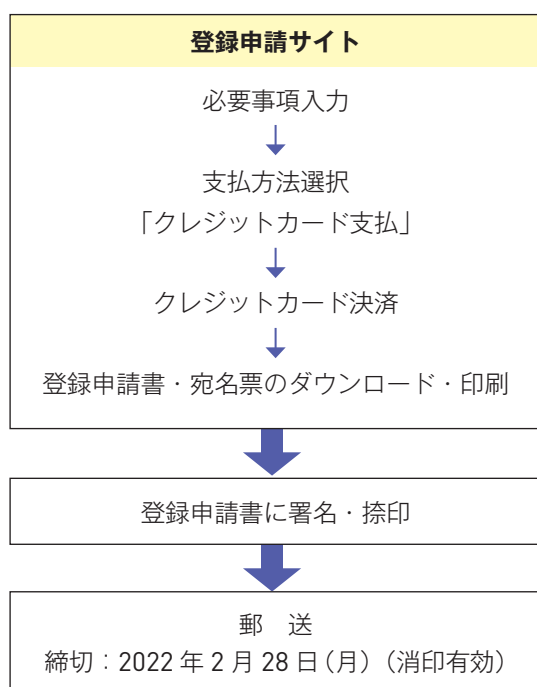 登録申請サイト
必要事項入力
支払方法選択
「クレジットカード支払」
クレジットカード決済
登録申請書・宛名票のダウンロード・印刷
登録申請書に署名・捺印
郵　送
締切：2022 年 2 月 28 日（月）（消印有効）